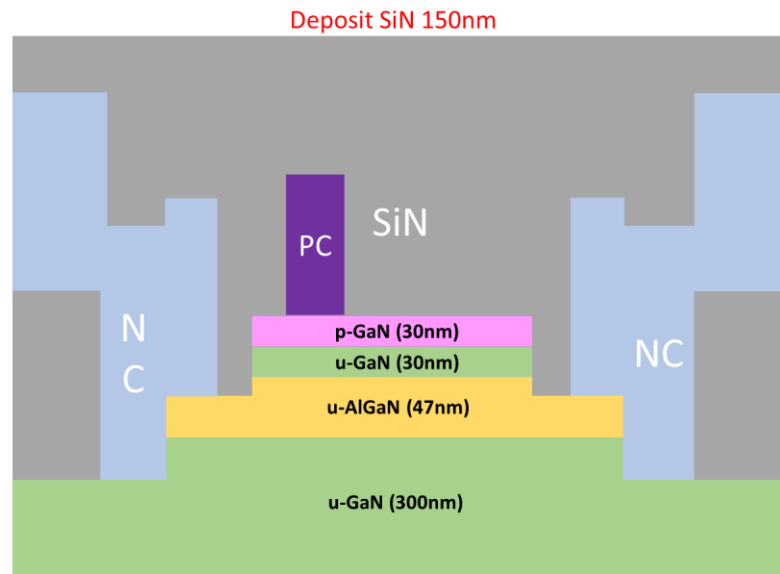 Deposit SiN 150nm
SiN
PC
p-GaN (30nm)
N
C
NC
u-GaN (30nm)
u-AlGaN (47nm)
u-GaN (300nm)